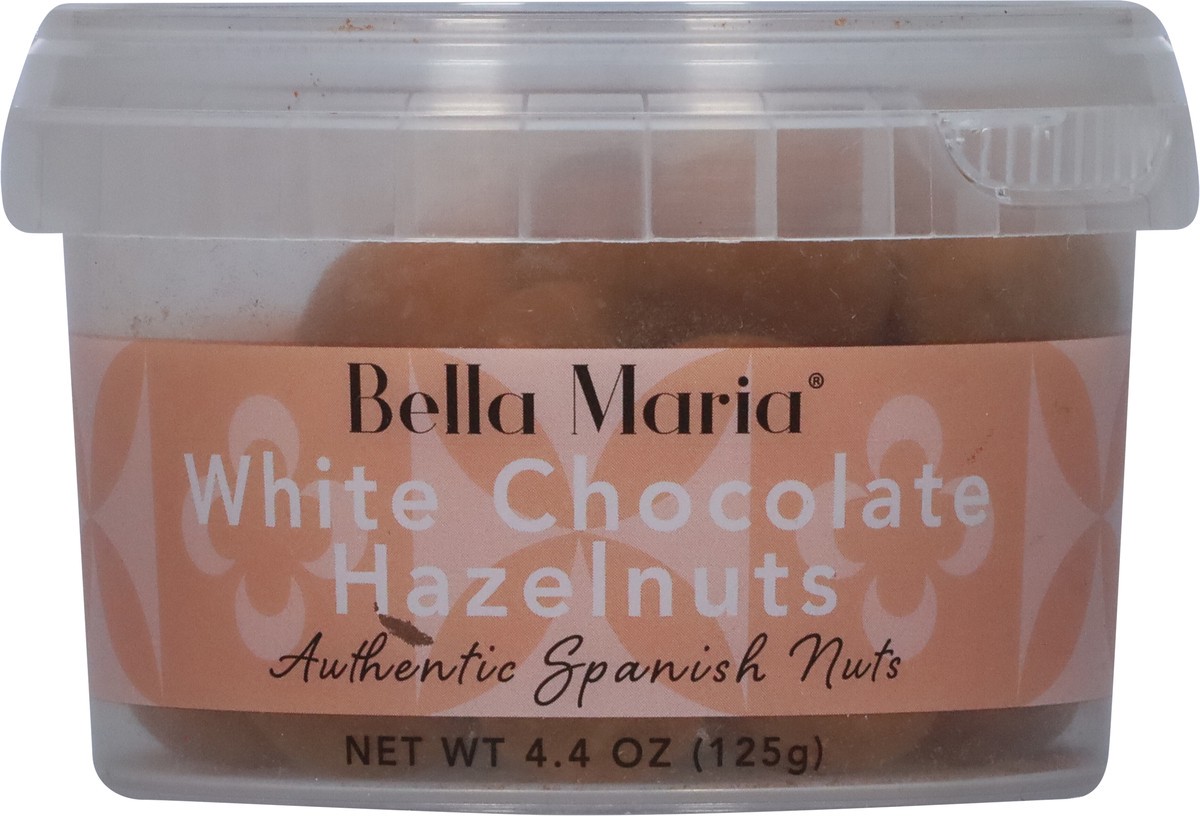 Bella Maria®
White Chocolate
Hazelnuts
Authentic Spanish Nuts
NET WT 4.4 OZ (125g)